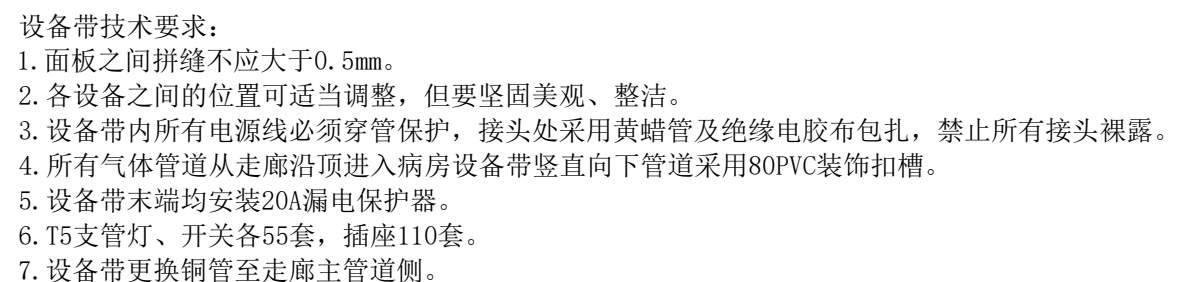 设备带技术要求：
1.面板之间拼缝不应大于0.5mm。
2.各设备之间的位置可适当调整，但要坚固美观、整洁。
3.设备带内所有电源线必须穿管保护，接头处采用黄蜡管及绝缘电胶布包扎，禁止所有接头裸露。
4.所有气体管道从走廊沿顶进入病房设备带竖直向下管道采用80PVC装饰扣槽。
5.设备带末端均安装20A漏电保护器。
6.T5支管灯、开关各55套，插座110套。
7.设备带更换铜管至走廊主管道侧。